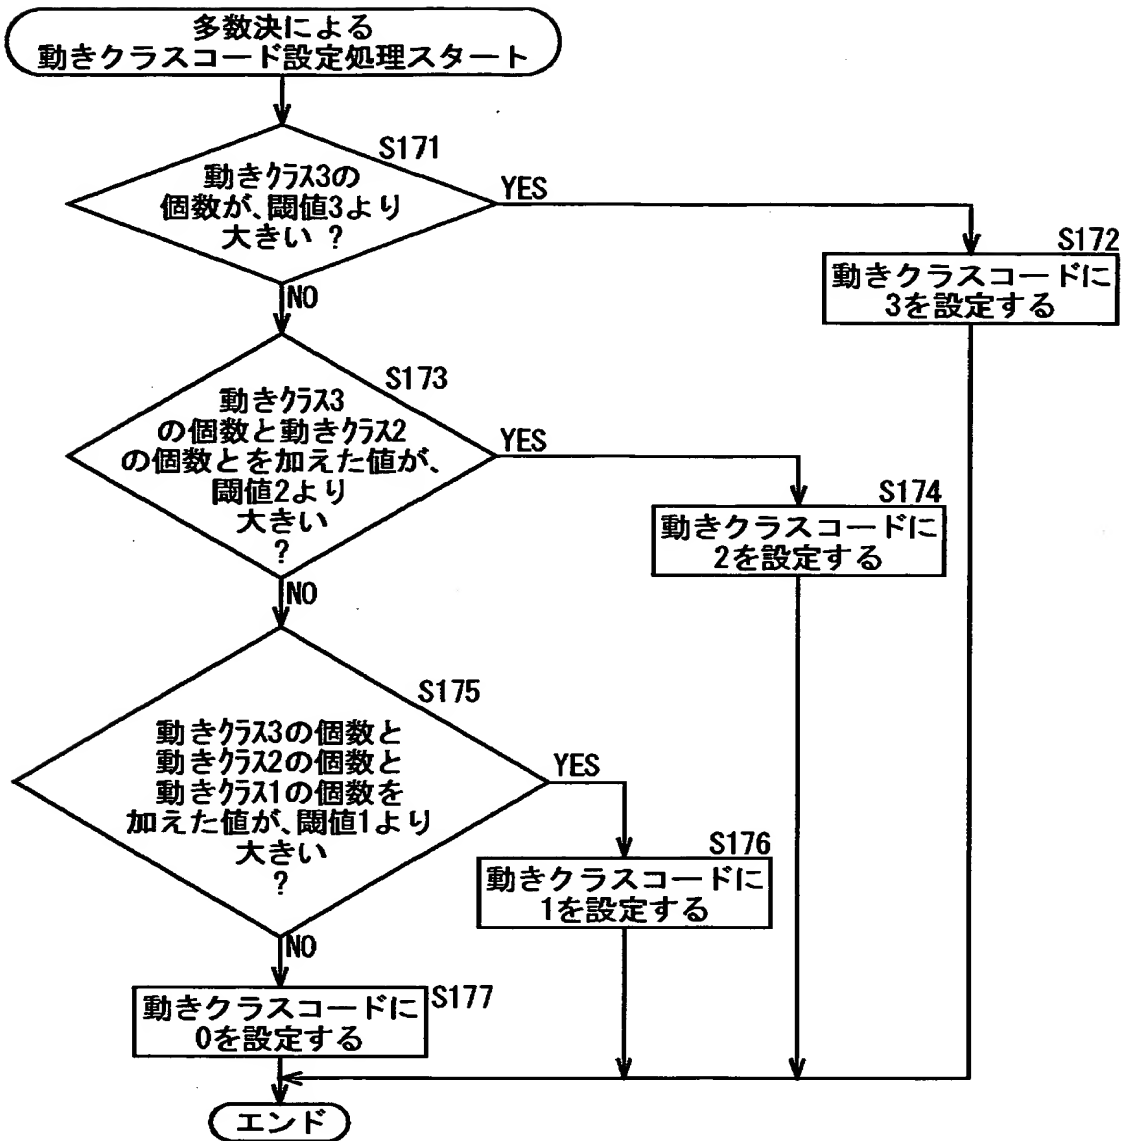 多数決による
動きクラスコード設定処理スタート
S171
動きｸﾗｽ3の
個数が、閾値3より
大きい ?
YES
NO
S172
動きクラスコードに
3を設定する
S173
動きｸﾗｽ3
の個数と動きｸﾗｽ2
の個数とを加えた値が、
閾値2より
大きい
?
YES
NO
S174
動きクラスコードに
2を設定する
S175
動きｸﾗｽ3の個数と
動きｸﾗｽ2の個数と
動きｸﾗｽ1の個数を
加えた値が、閾値1より
大きい
?
YES
NO
S176
動きクラスコードに
1を設定する
S177
動きクラスコードに
0を設定する
エンド